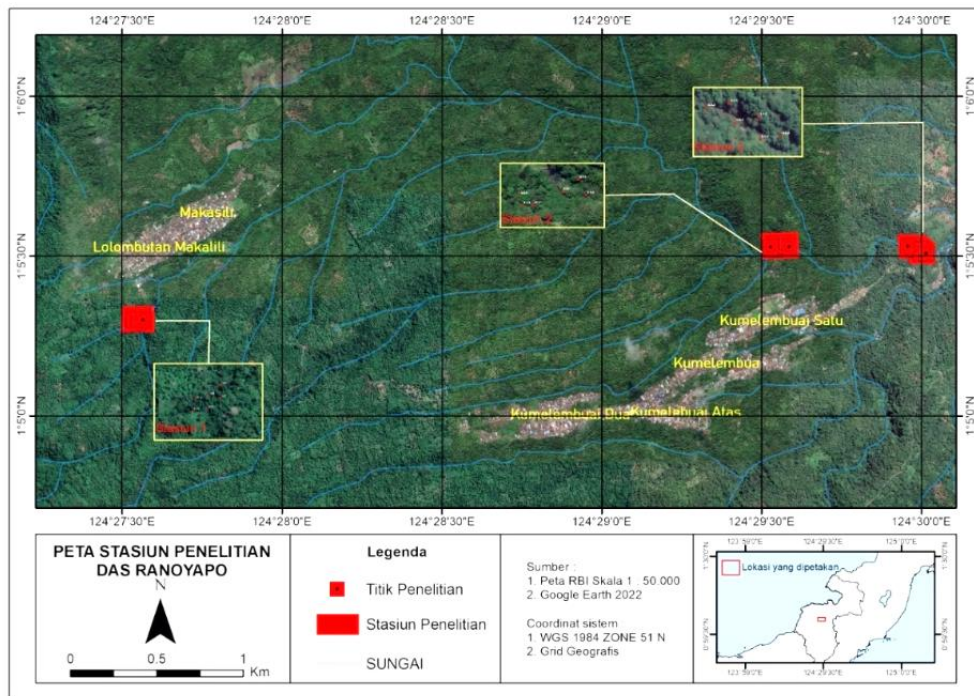 124°27'30"E 124°28'0"E 124°28'30"E 124°29'0"E 124°29'30"E 124°30'0"E
1°6'0"N 1°6'0"N
Makasili
Lolombulan Makalili
Stasiun 2
1°5'30"N 1°5'30"N
Kumelembuai Satu
Kumelembua
Stasiun 1
Kumelembuai Dua
Kumelebuai Atas
1°5'0"N 1°5'0"N
124°27'30"E 124°28'0"E 124°28'30"E 124°29'0"E 124°29'30"E 124°30'0"E
PETA STASIUN PENELITIAN
DAS RANOYAPO
N
0 0.5 1
Km
Legenda
Titik Penelitian
Stasiun Penelitian
SUNGAI
Sumber :
1. Peta RBI Skala 1 : 50.000
2. Google Earth 2022
Coordinat sistem
1. WGS 1984 ZONE 51 N
2. Grid Geografis
Lokasi yang dipetakan